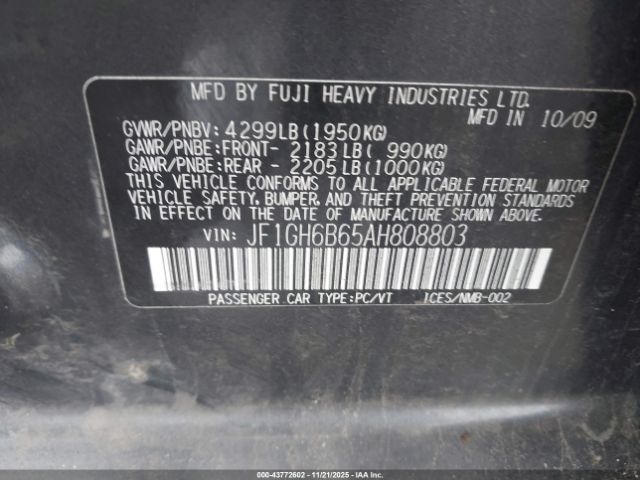 MFD BY FUJI HEAVY INDUSTRIES LTD.
MFD IN 10/09
GVWR/PNBV: 4299LB(1950KG)
GAWR/PNBE:FRONT- 2183LB( 990KG)
GAWR/PNBE:REAR - 2205LB(1000KG)
THIS VEHICLE CONFORMS TO ALL APPLICABLE FEDERAL MOTOR
VEHICLE SAFETY, BUMPER, AND THEFT PREVENTION STANDARDS
IN EFFECT ON THE DATE OF MANUFACTURE SHOWN ABOVE.
VIN: JF1GH6B65AH808803
PASSENGER CAR TYPE:PC/VT ICES/NMB-002
000-43772602 - 11/21/2025 - IAAI.com